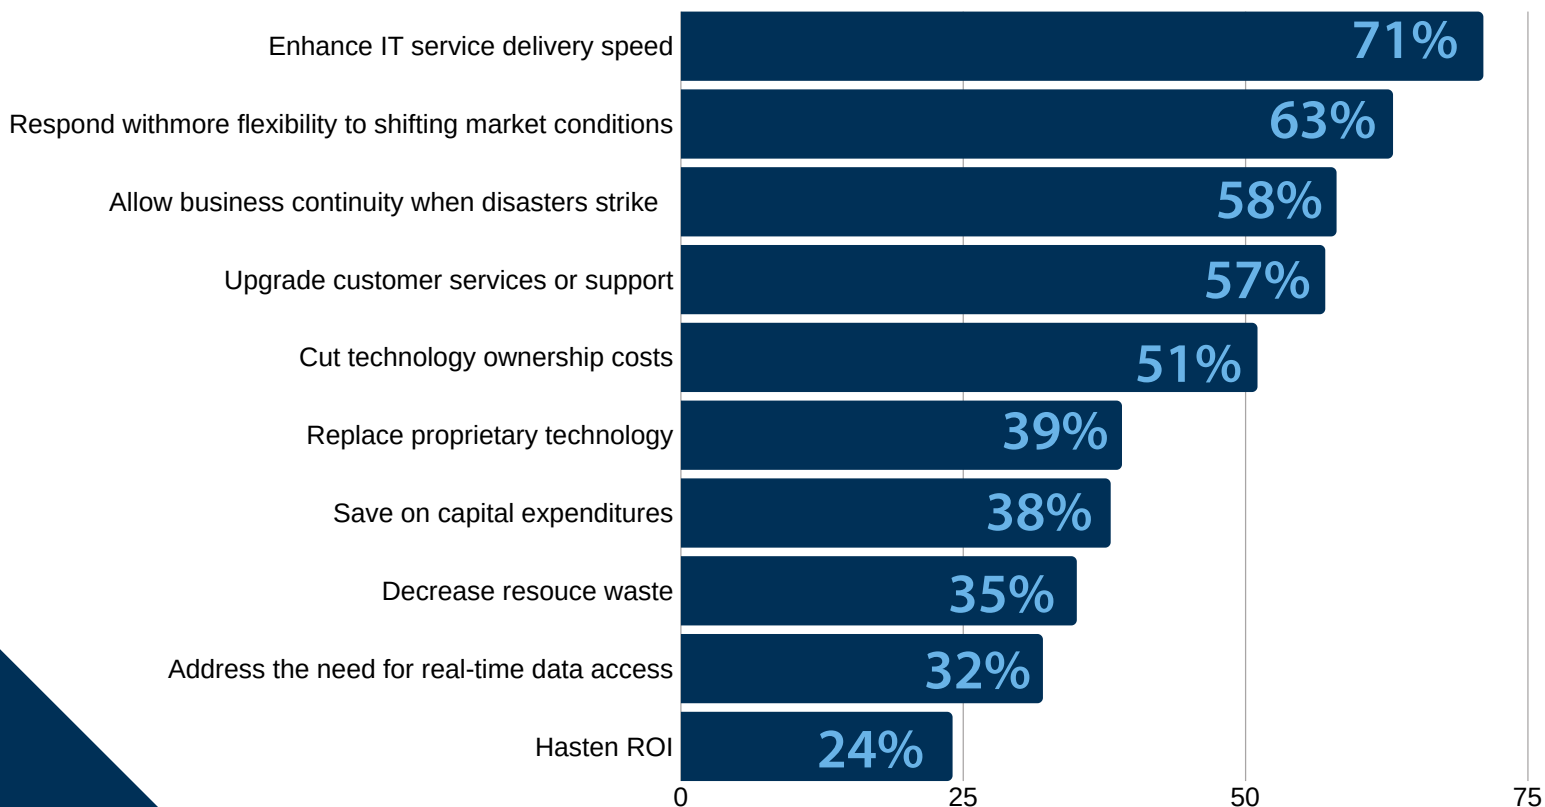 Enhance IT service delivery speed 71%
Respond withmore flexibility to shifting market conditions 63%
Allow business continuity when disasters strike 58%
Upgrade customer services or support 57%
Cut technology ownership costs 51%
Replace proprietary technology 39%
Save on capital expenditures 38%
Decrease resouce waste 35%
Address the need for real-time data access 32%
Hasten ROI 24%
0 25 50 75